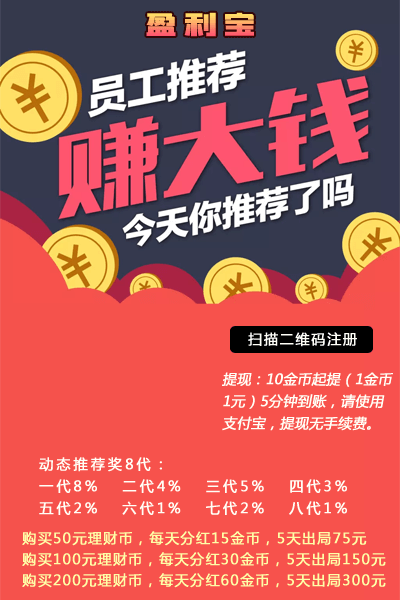 盈利宝
员工推荐
赚大钱
今天你推荐了吗
扫描二维码注册
提现：10金币起提（1金币
1元）5分钟到账，请使用
支付宝，提现无手续费。
动态推荐奖8代：
一代8% 二代4% 三代5% 四代3%
五代2% 六代1% 七代2% 八代1%
购买50元理财币，每天分红15金币，5天出局75元
购买100元理财币，每天分红30金币，5天出局150元
购买200元理财币，每天分红60金币，5天出局300元